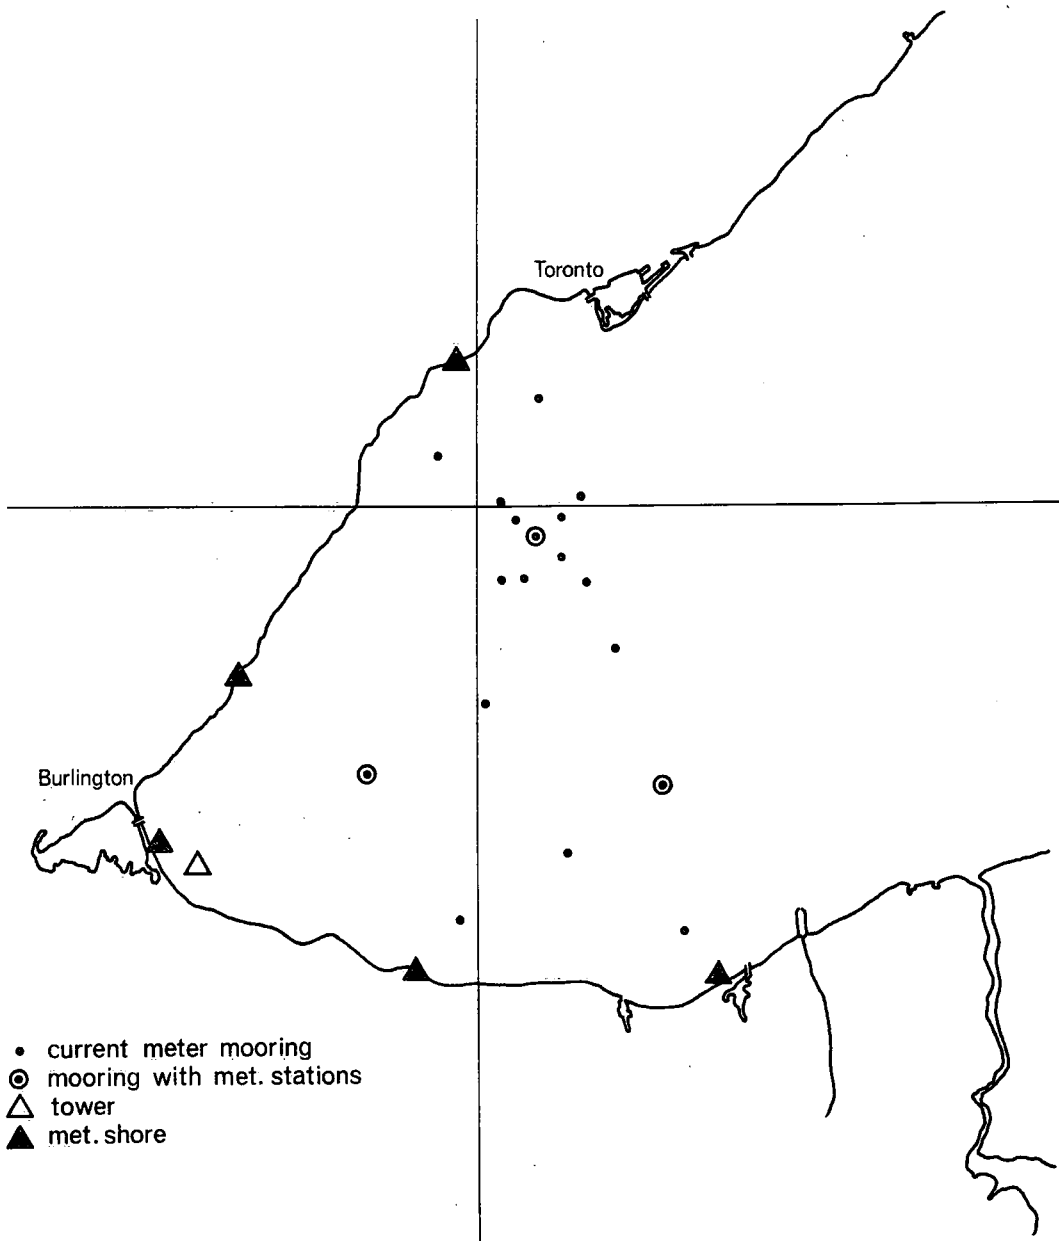 Toronto
Burlington
current meter mooring
mooring with met. stations
tower
met. shore